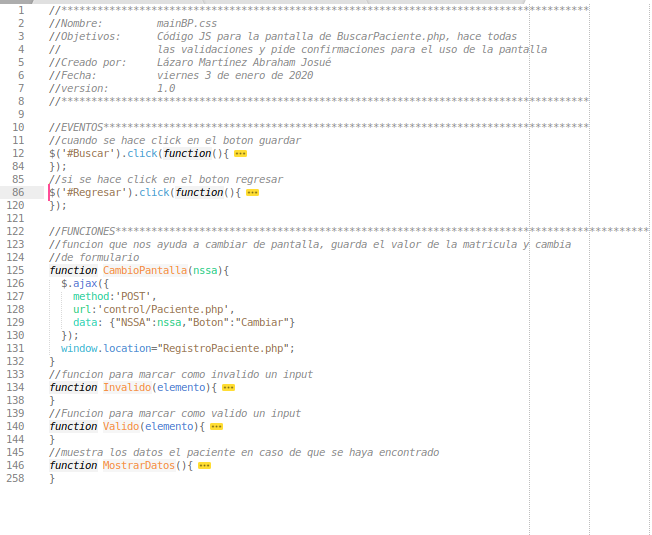 1 //****************************************************************************************
2 //Nombre: mainBP.css
3 //Objetivos: Código JS para la pantalla de BuscarPaciente.php, hace todas
4 // las validaciones y pide confirmaciones para el uso de la pantalla
5 //Creado por: Lázaro Martínez Abraham Josué
6 //Fecha: viernes 3 de enero de 2020
7 //version: 1.0
8 //****************************************************************************************
9
10 //EVENTOS*********************************************************************************
11 //cuando se hace click en el boton guardar
12 $('#Buscar').click(function(){ ···
84 });
85 //si se hace click en el boton regresar
86 $('#Regresar').click(function(){ ···
120 });
121
122 //FUNCIONES*****************************************************************************************
123 //funcion que nos ayuda a cambiar de pantalla, guarda el valor de la matricula y cambia
124 //de formulario
125 function CambioPantalla(nssa){
126 $.ajax({
127 method:'POST',
128 url:'control/Paciente.php',
129 data: {"NSSA":nssa,"Boton":"Cambiar"}
130 });
131 window.location="RegistroPaciente.php";
132 }
133 //funcion para marcar como invalido un input
134 function Invalido(elemento){ ···
138 }
139 //Funcion para marcar como valido un input
140 function Valido(elemento){ ···
144 }
145 //muestra los datos el paciente en caso de que se haya encontrado
146 function MostrarDatos(){ ···
258 }